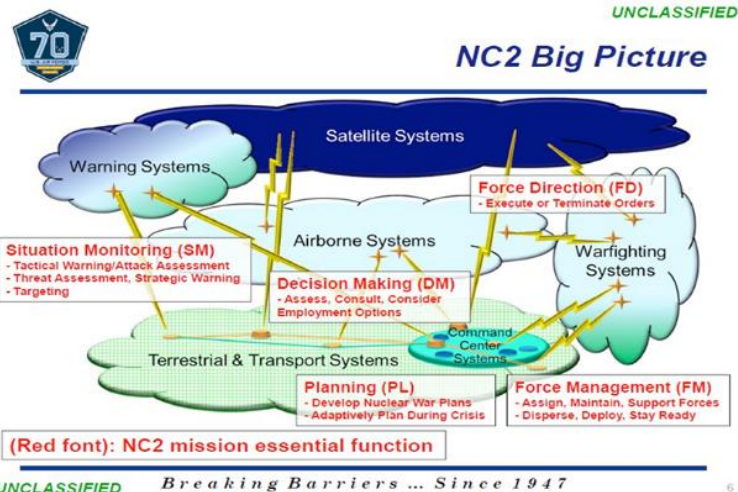 UNCLASSIFIED
70
NC2 Big Picture
Satellite Systems
Warning Systems
Force Direction (FD)
- Execute or Terminate Orders
Airborne Systems
Warfighting
Systems
Situation Monitoring (SM)
- Tactical Warning/Attack Assessment
- Threat Assessment, Strategic Warning
- Targeting
Decision Making (DM)
- Assess, Consult, Consider
Employment Options
Command
Center
Systems
Terrestrial & Transport Systems
Planning (PL)
- Develop Nuclear War Plans
- Adaptively Plan During Crisis
Force Management (FM)
- Assign, Maintain, Support Forces
- Disperse, Deploy, Stay Ready
(Red font): NC2 mission essential function
UNCLASSIFIED
Breaking Barriers ... Since 1947
6